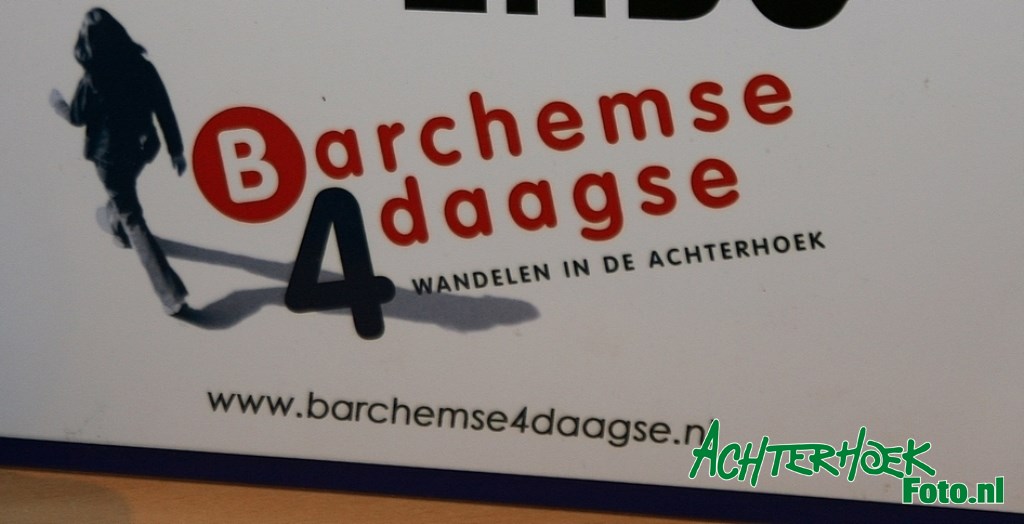 Barchemse
4daagse
WANDELEN IN DE ACHTERHOEK
www.barchemse4daagse.nl
ACHTERHOEK
Foto.nl